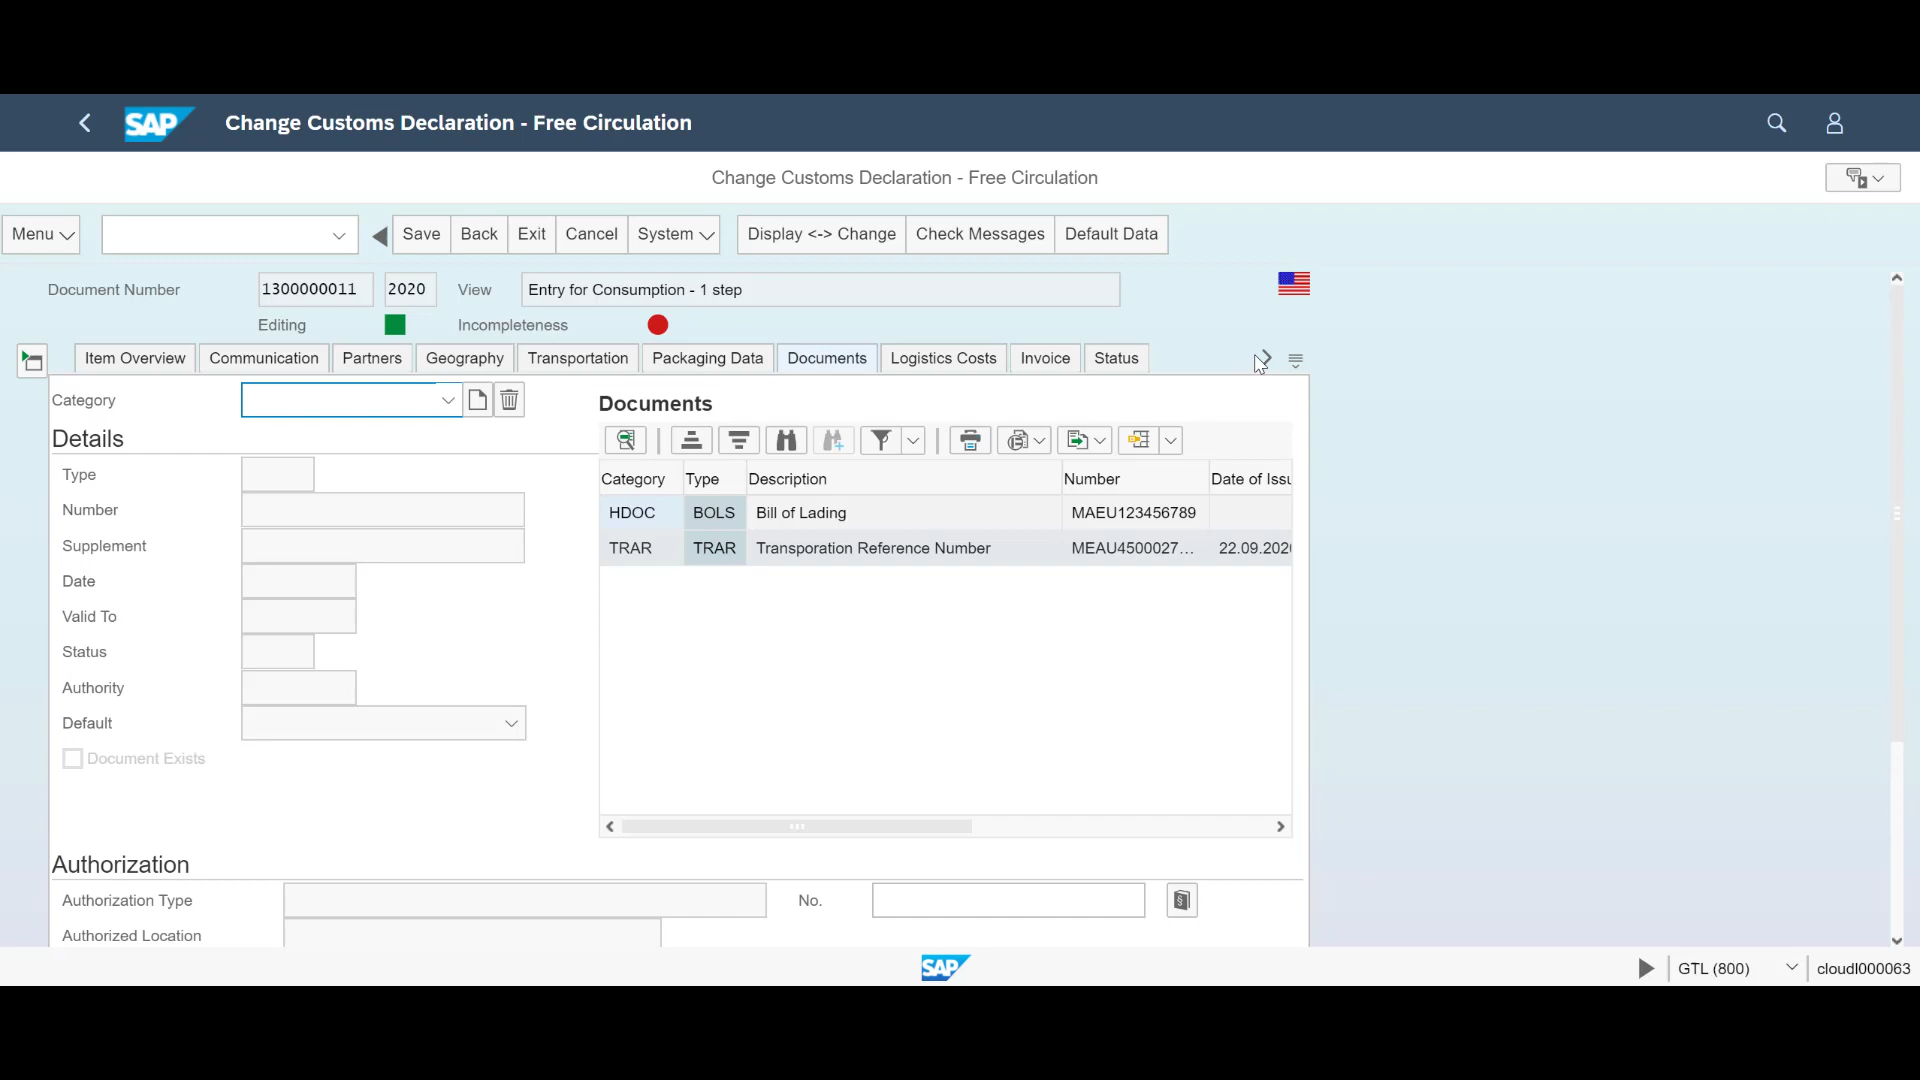 SAP Change Customs Declaration - Free Circulation
Change Customs Declaration - Free Circulation
Menu Save Back Exit Cancel System Display <-> Change Check Messages Default Data
Document Number 1300000011 2020 View Entry for Consumption - 1 step
Editing Incompleteness
Item Overview Communication Partners Geography Transportation Packaging Data Documents Logistics Costs Invoice Status
Category
Documents
Details
Category Type Description Number Date of Issu
Type
HDOC BOLS Bill of Lading MAEU123456789
Number
TRAR TRAR Transporation Reference Number MEAU4500027... 22.09.202
Supplement
Date
Valid To
Status
Authority
Default
Document Exists
Authorization
Authorization Type No.
Authorized Location
SAP GTL (800) cloudl000063